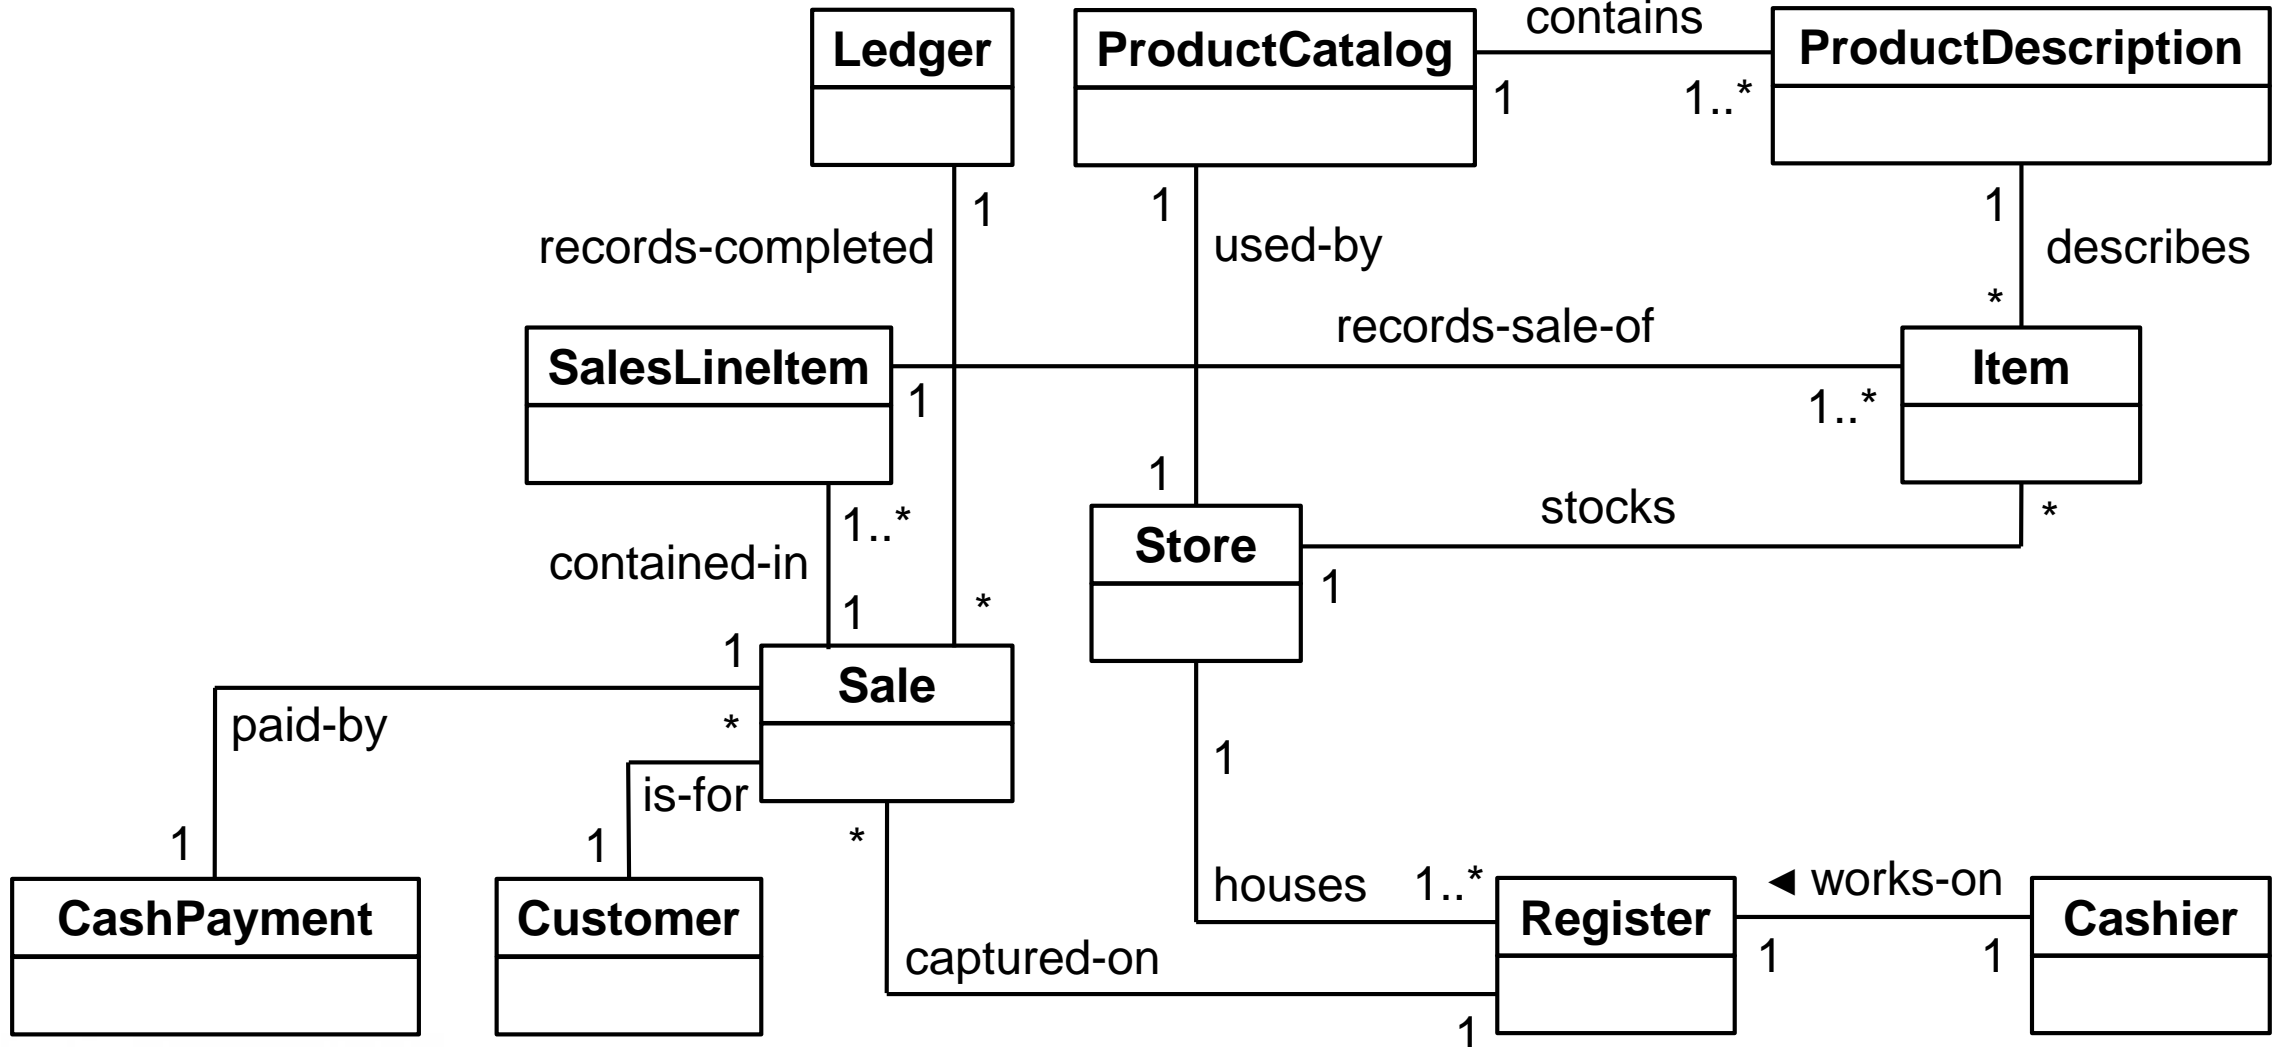 contains
Ledger
ProductCatalog
ProductDescription
1
1..*
1
1
1
records-completed
used-by
describes
*
records-sale-of
SalesLineItem
Item
1
1..*
1
1..*
stocks
*
Store
contained-in
1
1
*
1
Sale
paid-by
*
1
is-for
1
1
*
houses
1..*
◄ works-on
CashPayment
Customer
Register
Cashier
captured-on
1
1
1